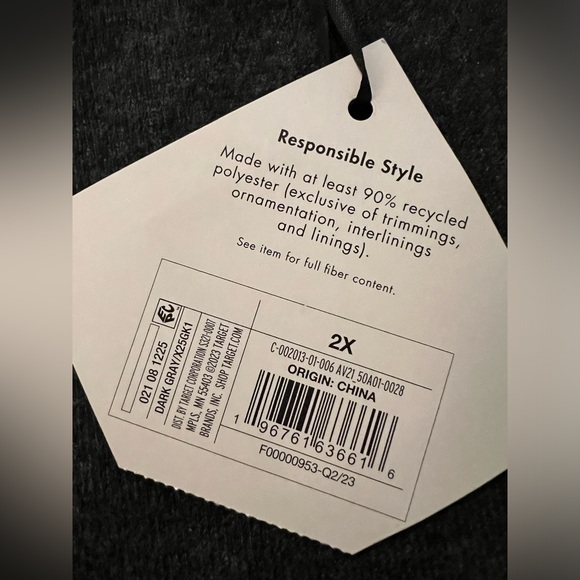 Responsible Style
Made with at least 90% recycled
polyester (exclusive of trimmings,
ornamentation, interlinings
and linings).
See item for full fiber content.
021 08 1225
DARK GRAY/X25GK1
DIST. BY TARGET CORPORATION S321-0007
MPLS, MN 55403 ©2023 TARGET
BRANDS, INC. SHOP TARGET.COM
2X
C-002013-01-006 AV21_50A01-0028
ORIGIN: CHINA
1 96761 63661 6
F00000953-Q2/23